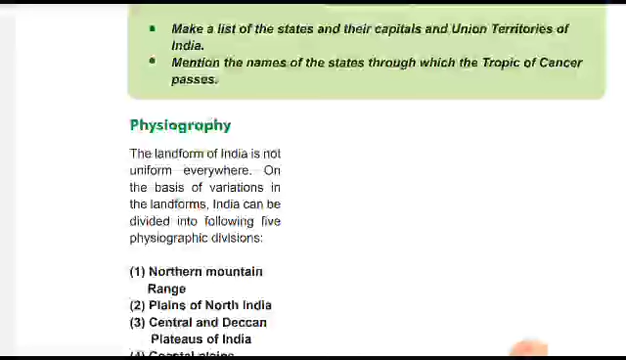 Make a list of the states and their capitals and Union Territories of
India.
Mention the names of the states through which the Tropic of Cancer
passes.
Physiography
The landform of India is not
uniform everywhere. On
the basis of variations in
the landforms, India can be
divided into following five
physiographic divisions:
(1) Northern mountain
Range
(2) Plains of North India
(3) Central and Deccan
Plateaus of India
(4) Coastal plains